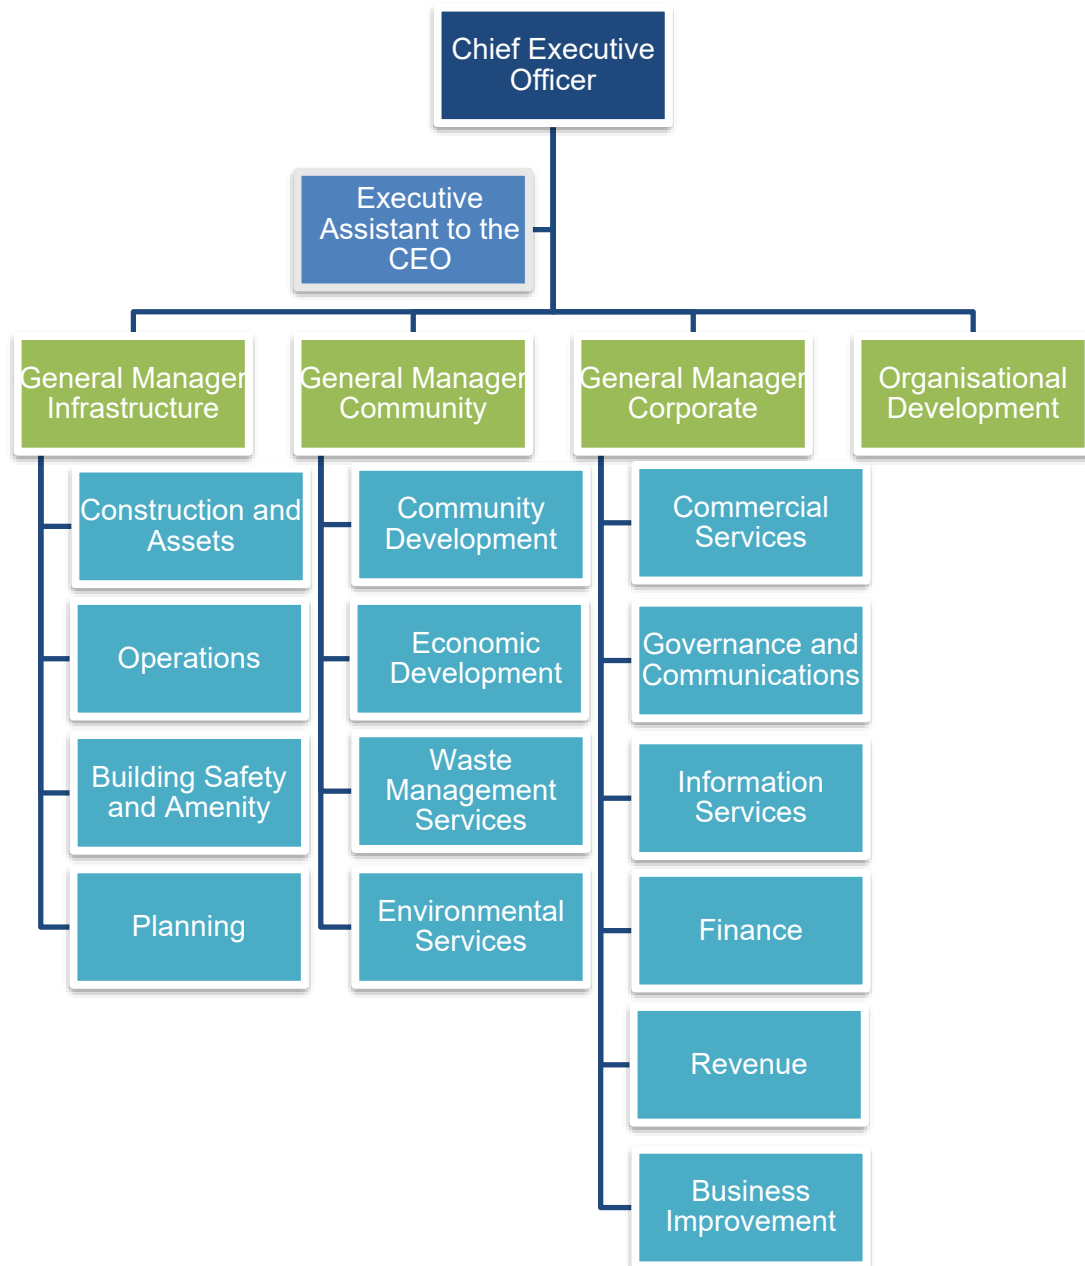 Chief Executive
Officer
Executive
Assistant to the
CEO
General Manager
Infrastructure
General Manager
Community
General Manager
Corporate
Organisational
Development
Construction and
Assets
Operations
Building Safety
and Amenity
Planning
Community
Development
Economic
Development
Waste
Management
Services
Environmental
Services
Commercial
Services
Governance and
Communications
Information
Services
Finance
Revenue
Business
Improvement